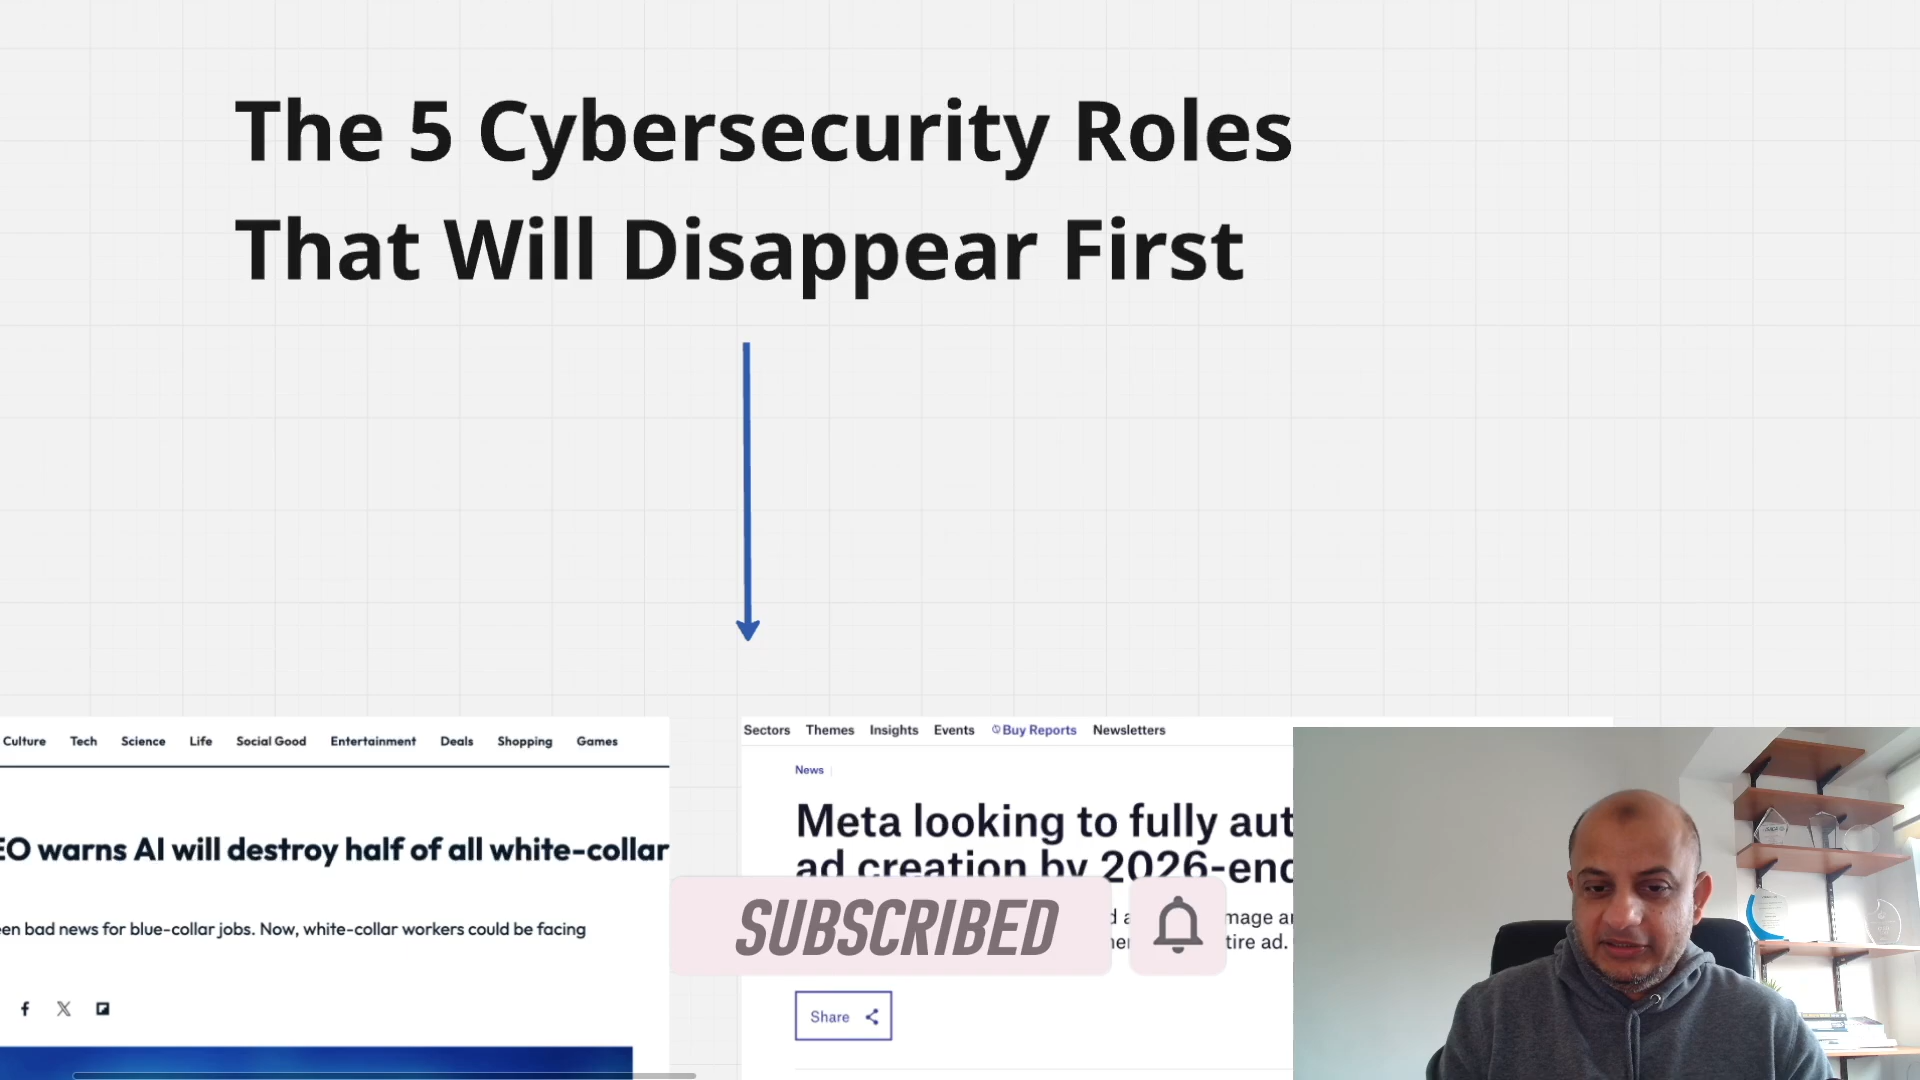 The 5 Cybersecurity Roles
That Will Disappear First
Culture Tech Science Life Social Good Entertainment Deals Shopping Games
EO warns AI will destroy half of all white-collar
en bad news for blue-collar jobs. Now, white-collar workers could be facing
Sectors Themes Insights Events Buy Reports Newsletters
News
Meta looking to fully aut
ad creation by 2026-end
tire ad.
SUBSCRIBED
Share